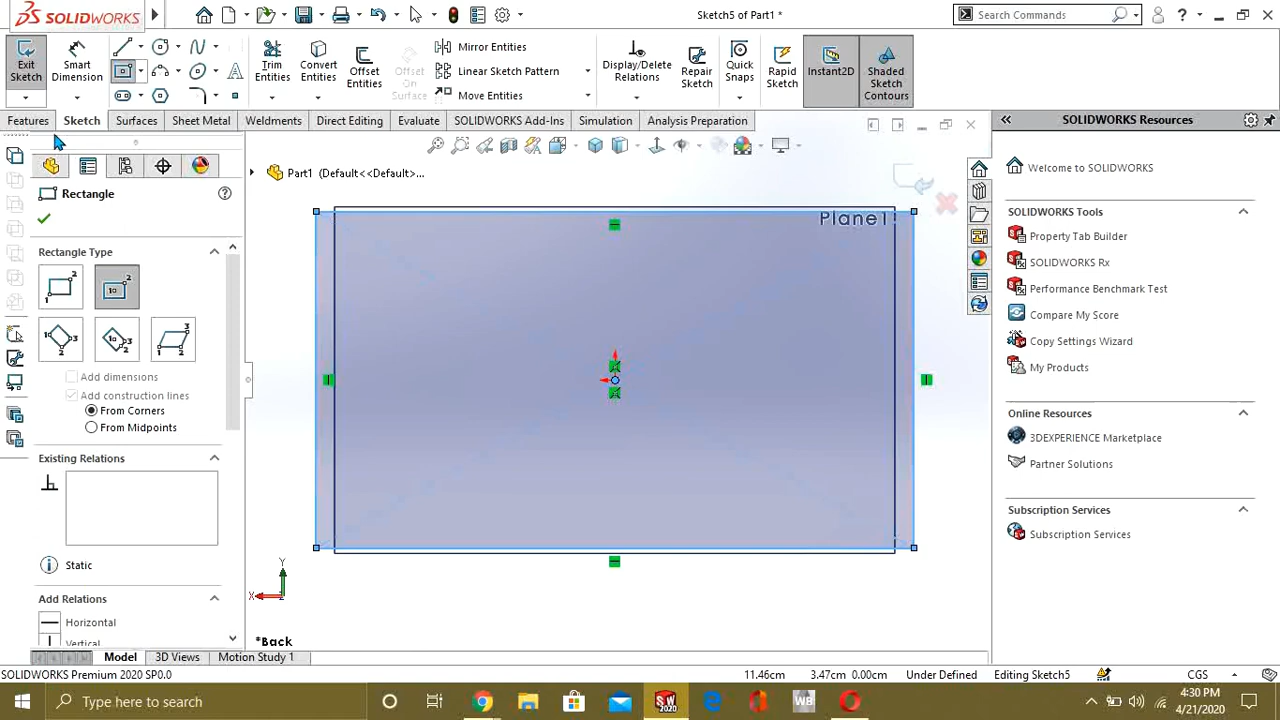 SOLIDWORKS
Sketch5 of Part1 *
Search Commands
Exit Sketch
Smart Dimension
Trim Entities
Convert Entities
Offset Entities
Offset On Surface
Mirror Entities
Linear Sketch Pattern
Move Entities
Display/Delete Relations
Repair Sketch
Quick Snaps
Rapid Sketch
Instant2D
Shaded Sketch Contours
Features
Sketch
Surfaces
Sheet Metal
Weldments
Direct Editing
Evaluate
SOLIDWORKS Add-Ins
Simulation
Analysis Preparation
Rectangle
Rectangle Type
Add dimensions
Add construction lines
From Corners
From Midpoints
Existing Relations
Static
Add Relations
Horizontal
Vertical
Part1 (Default<<Default>...
Plane1
Y
X
*Back
SOLIDWORKS Resources
Welcome to SOLIDWORKS
SOLIDWORKS Tools
Property Tab Builder
SOLIDWORKS Rx
Performance Benchmark Test
Compare My Score
Copy Settings Wizard
My Products
Online Resources
3DEXPERIENCE Marketplace
Partner Solutions
Subscription Services
Subscription Services
Model
3D Views
Motion Study 1
SOLIDWORKS Premium 2020 SP0.0
11.46cm
3.47cm 0.00cm
Under Defined
Editing Sketch5
CGS
Type here to search
4:30 PM
4/21/2020